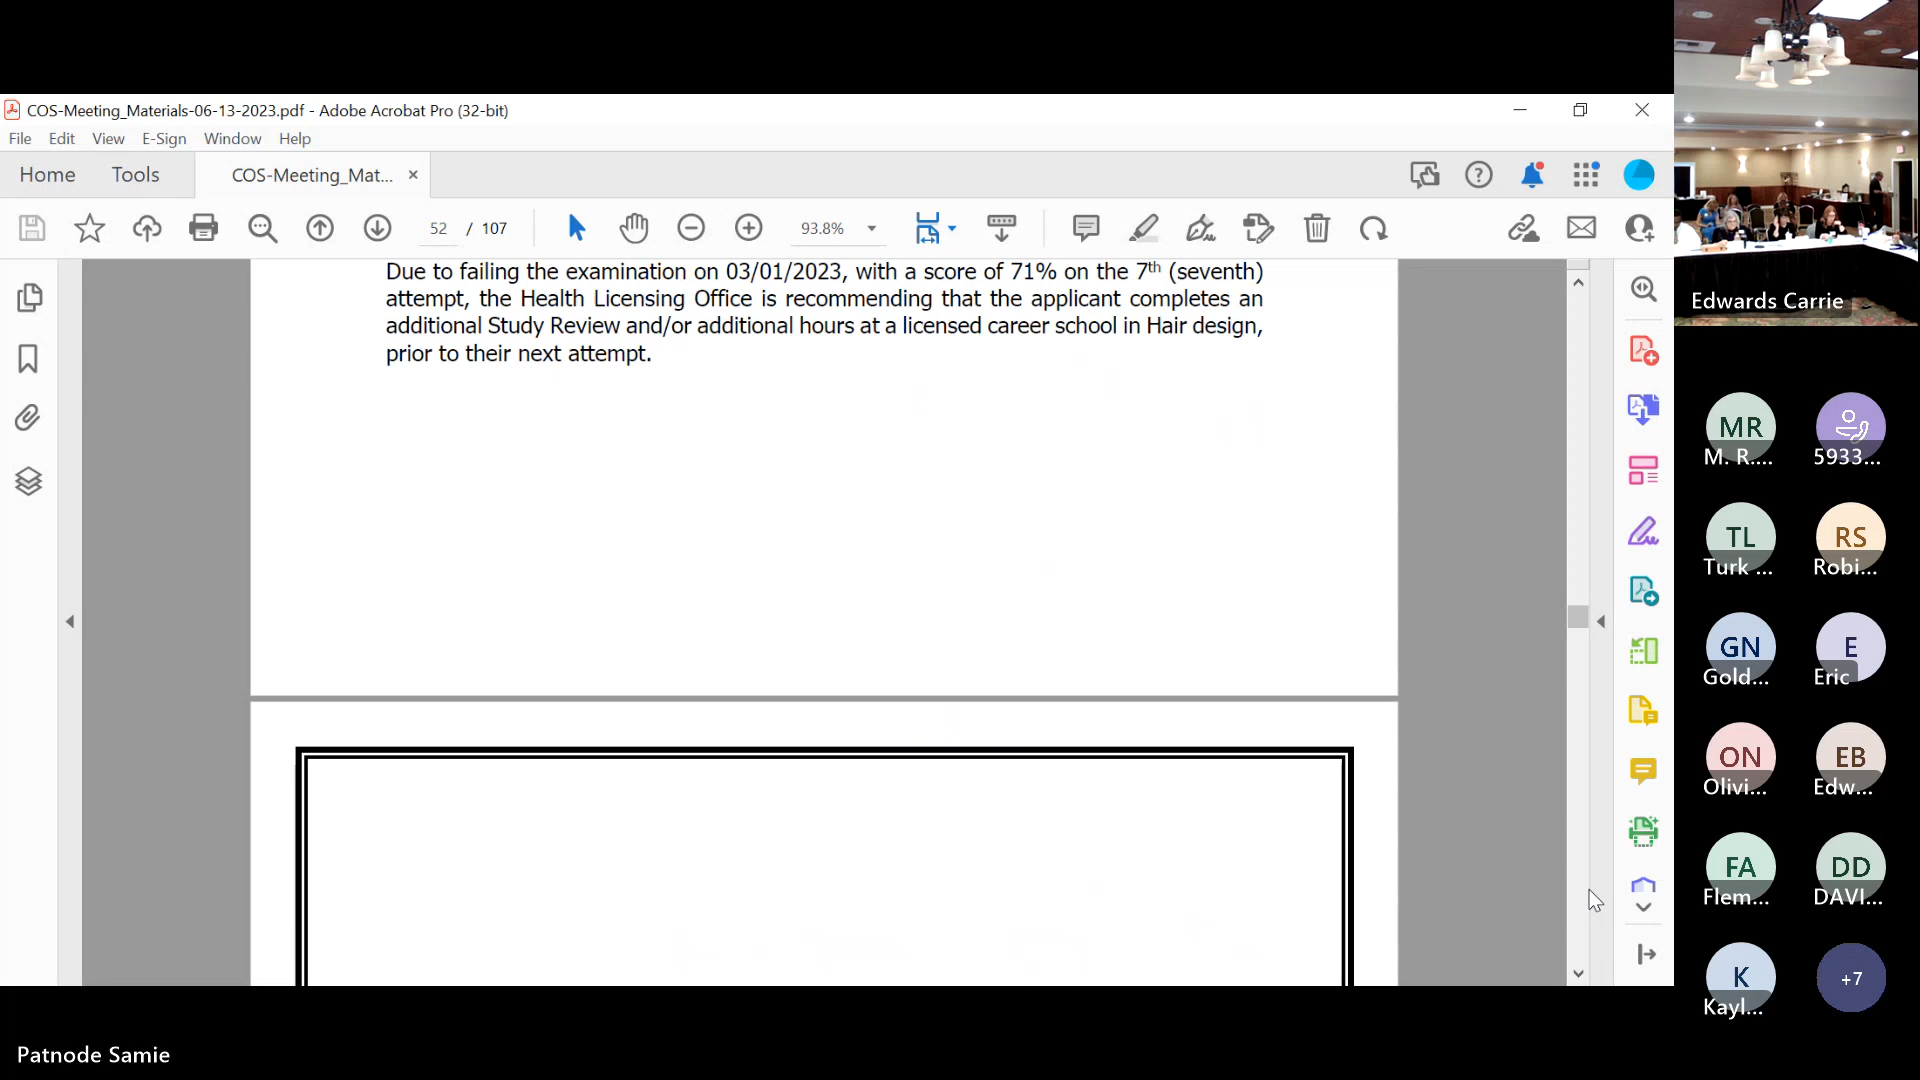 COS-Meeting_Materials-06-13-2023.pdf - Adobe Acrobat Pro (32-bit)
File Edit View E-Sign Window Help
Home Tools COS-Meeting_Mat... ×
52 / 107 93.8%
Due to failing the examination on 03/01/2023, with a score of 71% on the 7th (seventh)
attempt, the Health Licensing Office is recommending that the applicant completes an
additional Study Review and/or additional hours at a licensed career school in Hair design,
prior to their next attempt.
Edwards Carrie
MR
M. R....
5933...
TL
Turk ...
RS
Robi...
GN
Gold...
E
Eric
ON
Olivi...
EB
Edw...
FA
Flem...
DD
DAVI...
K
Kayl...
+7
Patnode Samie